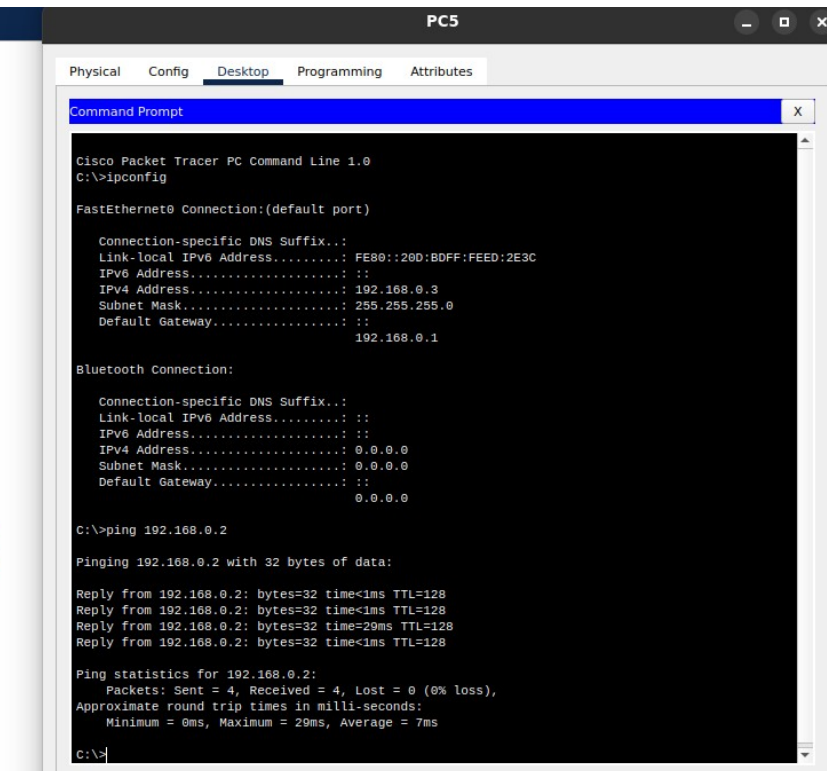 PC5
Physical Config Desktop Programming Attributes
Command Prompt X
Cisco Packet Tracer PC Command Line 1.0
C:\>ipconfig
FastEthernet0 Connection:(default port)
Connection-specific DNS Suffix..:
Link-local IPv6 Address.........: FE80::20D:BDFF:FEED:2E3C
IPv6 Address....................: ::
IPv4 Address....................: 192.168.0.3
Subnet Mask.....................: 255.255.255.0
Default Gateway.................: ::
192.168.0.1
Bluetooth Connection:
Connection-specific DNS Suffix..:
Link-local IPv6 Address.........: ::
IPv6 Address....................: ::
IPv4 Address....................: 0.0.0.0
Subnet Mask.....................: 0.0.0.0
Default Gateway.................: ::
0.0.0.0
C:\>ping 192.168.0.2
Pinging 192.168.0.2 with 32 bytes of data:
Reply from 192.168.0.2: bytes=32 time<1ms TTL=128
Reply from 192.168.0.2: bytes=32 time<1ms TTL=128
Reply from 192.168.0.2: bytes=32 time=29ms TTL=128
Reply from 192.168.0.2: bytes=32 time<1ms TTL=128
Ping statistics for 192.168.0.2:
Packets: Sent = 4, Received = 4, Lost = 0 (0% loss),
Approximate round trip times in milli-seconds:
Minimum = 0ms, Maximum = 29ms, Average = 7ms
C:\>